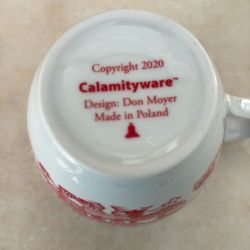 Copyright 2020
Calamityware™
Design: Don Moyer
Made in Poland